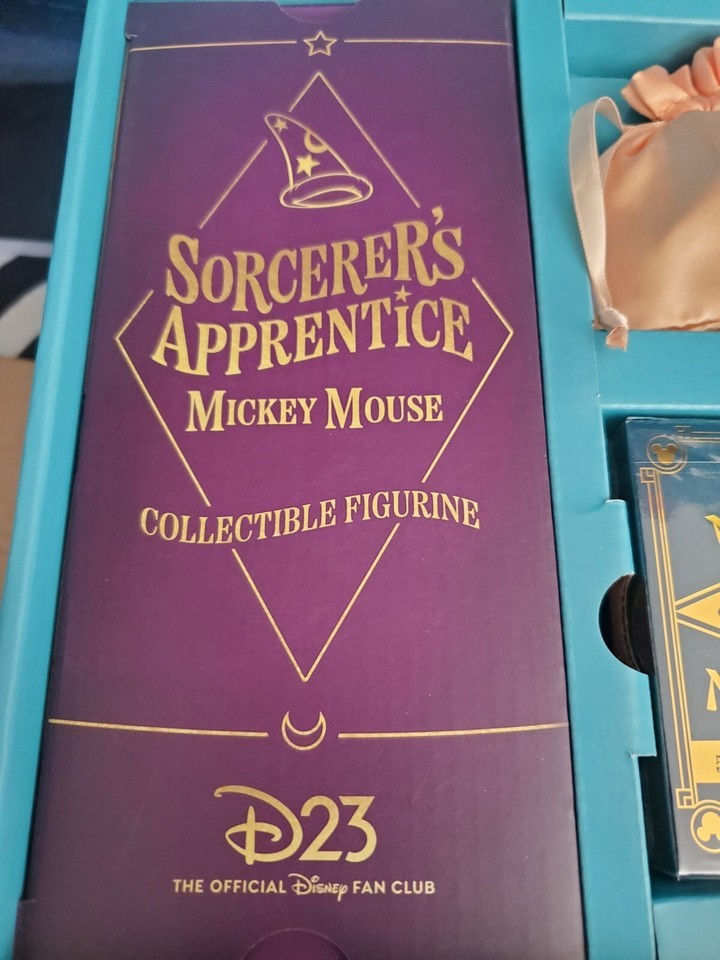 SORCERER'S
APPRENTICE
MICKEY MOUSE
COLLECTIBLE FIGURINE
D23
THE OFFICIAL Disney FAN CLUB